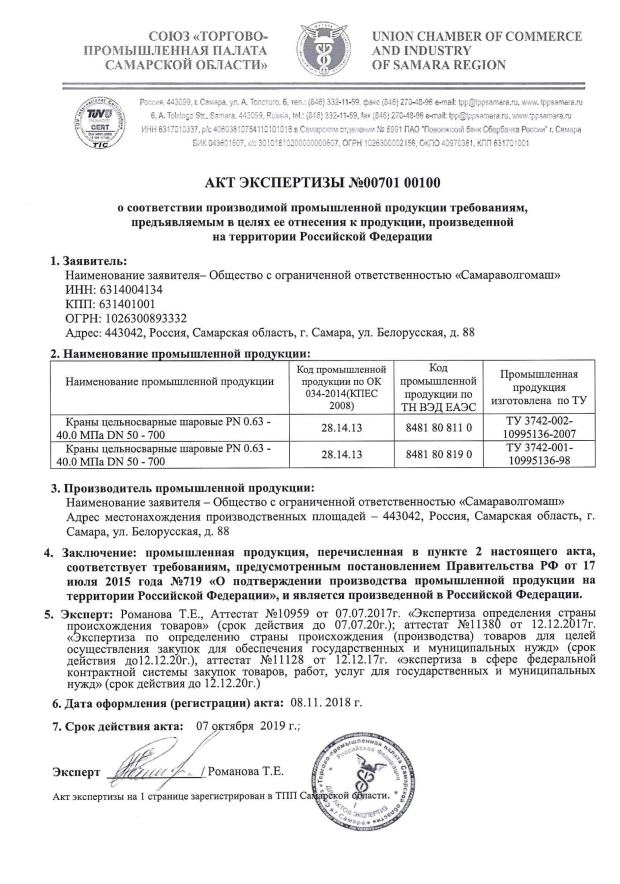 СОЮЗ «ТОРГОВО-
ПРОМЫШЛЕННАЯ ПАЛАТА
САМАРСКОЙ ОБЛАСТИ»
UNION CHAMBER OF COMMERCE
AND INDUSTRY
OF SAMARA REGION
TÜV
CERT
TIC
Россия, 443099, г. Самара, ул. А. Толстого, 6, тел.: (846) 332-11-59, факс (846) 270-48-96 e-mail: tpp@tppsamara.ru, www.tppsamara.ru
6, A. Tolstogo Str., Samara, 443099, Russia, tel.: (846) 332-11-59, fax (846) 270-48-96 e-mail: tpp@tppsamara.ru, www.tppsamara.ru
ИНН 6317010337, р/с 40603810754110101016 в Самарском отделении № 6991 ПАО "Поволжский банк Сбербанка России" г. Самара
БИК 043601607, к/с 30101810200000000607, ОГРН 1026300002156, ОКПО 40970381, КПП 631701001
АКТ ЭКСПЕРТИЗЫ №00701 00100
о соответствии производимой промышленной продукции требованиям,
предъявляемым в целях ее отнесения к продукции, произведенной
на территории Российской Федерации
1. Заявитель:
Наименование заявителя– Общество с ограниченной ответственностью «Самараволгомаш»
ИНН: 6314004134
КПП: 631401001
ОГРН: 1026300893332
Адрес: 443042, Россия, Самарская область, г. Самара, ул. Белорусская, д. 88
2. Наименование промышленной продукции:
Наименование промышленной продукции
Код промышленной
продукции по ОК
034-2014(КПЕС
2008)
Код
промышленной
продукции по
ТН ВЭД ЕАЭС
Промышленная
продукция
изготовлена по ТУ
Краны цельносварные шаровые PN 0.63 -
40.0 МПа DN 50 - 700
28.14.13
8481 80 811 0
ТУ 3742-002-
10995136-2007
Краны цельносварные шаровые PN 0.63 -
40.0 МПа DN 50 - 700
28.14.13
8481 80 819 0
ТУ 3742-001-
10995136-98
3. Производитель промышленной продукции:
Наименование заявителя – Общество с ограниченной ответственностью «Самараволгомаш»
Адрес местонахождения производственных площадей – 443042, Россия, Самарская область, г.
Самара, ул. Белорусская, д. 88
4. Заключение: промышленная продукция, перечисленная в пункте 2 настоящего акта,
соответствует требованиям, предусмотренным постановлением Правительства РФ от 17
июля 2015 года №719 «О подтверждении производства промышленной продукции на
территории Российской Федерации», и является произведенной в Российской Федерации.
5. Эксперт: Романова Т.Е., Аттестат №10959 от 07.07.2017г. «Экспертиза определения страны
происхождения товаров» (срок действия до 07.07.20г.); аттестат №11380 от 12.12.2017г.
«Экспертиза по определению страны происхождения (производства) товаров для целей
осуществления закупок для обеспечения государственных и муниципальных нужд» (срок
действия до12.12.20г.), аттестат №11128 от 12.12.17г. «экспертиза в сфере федеральной
контрактной системы закупок товаров, работ, услуг для государственных и муниципальных
нужд» (срок действия до 12.12.20г.)
6. Дата оформления (регистрации) акта: 08.11. 2018 г.
7. Срок действия акта: 07 октября 2019 г.;
Эксперт / Романова Т.Е.
Акт экспертизы на 1 странице зарегистрирован в ТПП Самарской области.
Торгово-промышленная палата Самарской области
Российская Федерация
ДЛЯ АКТОВ ЭКСПЕРТИЗ
г. Самара